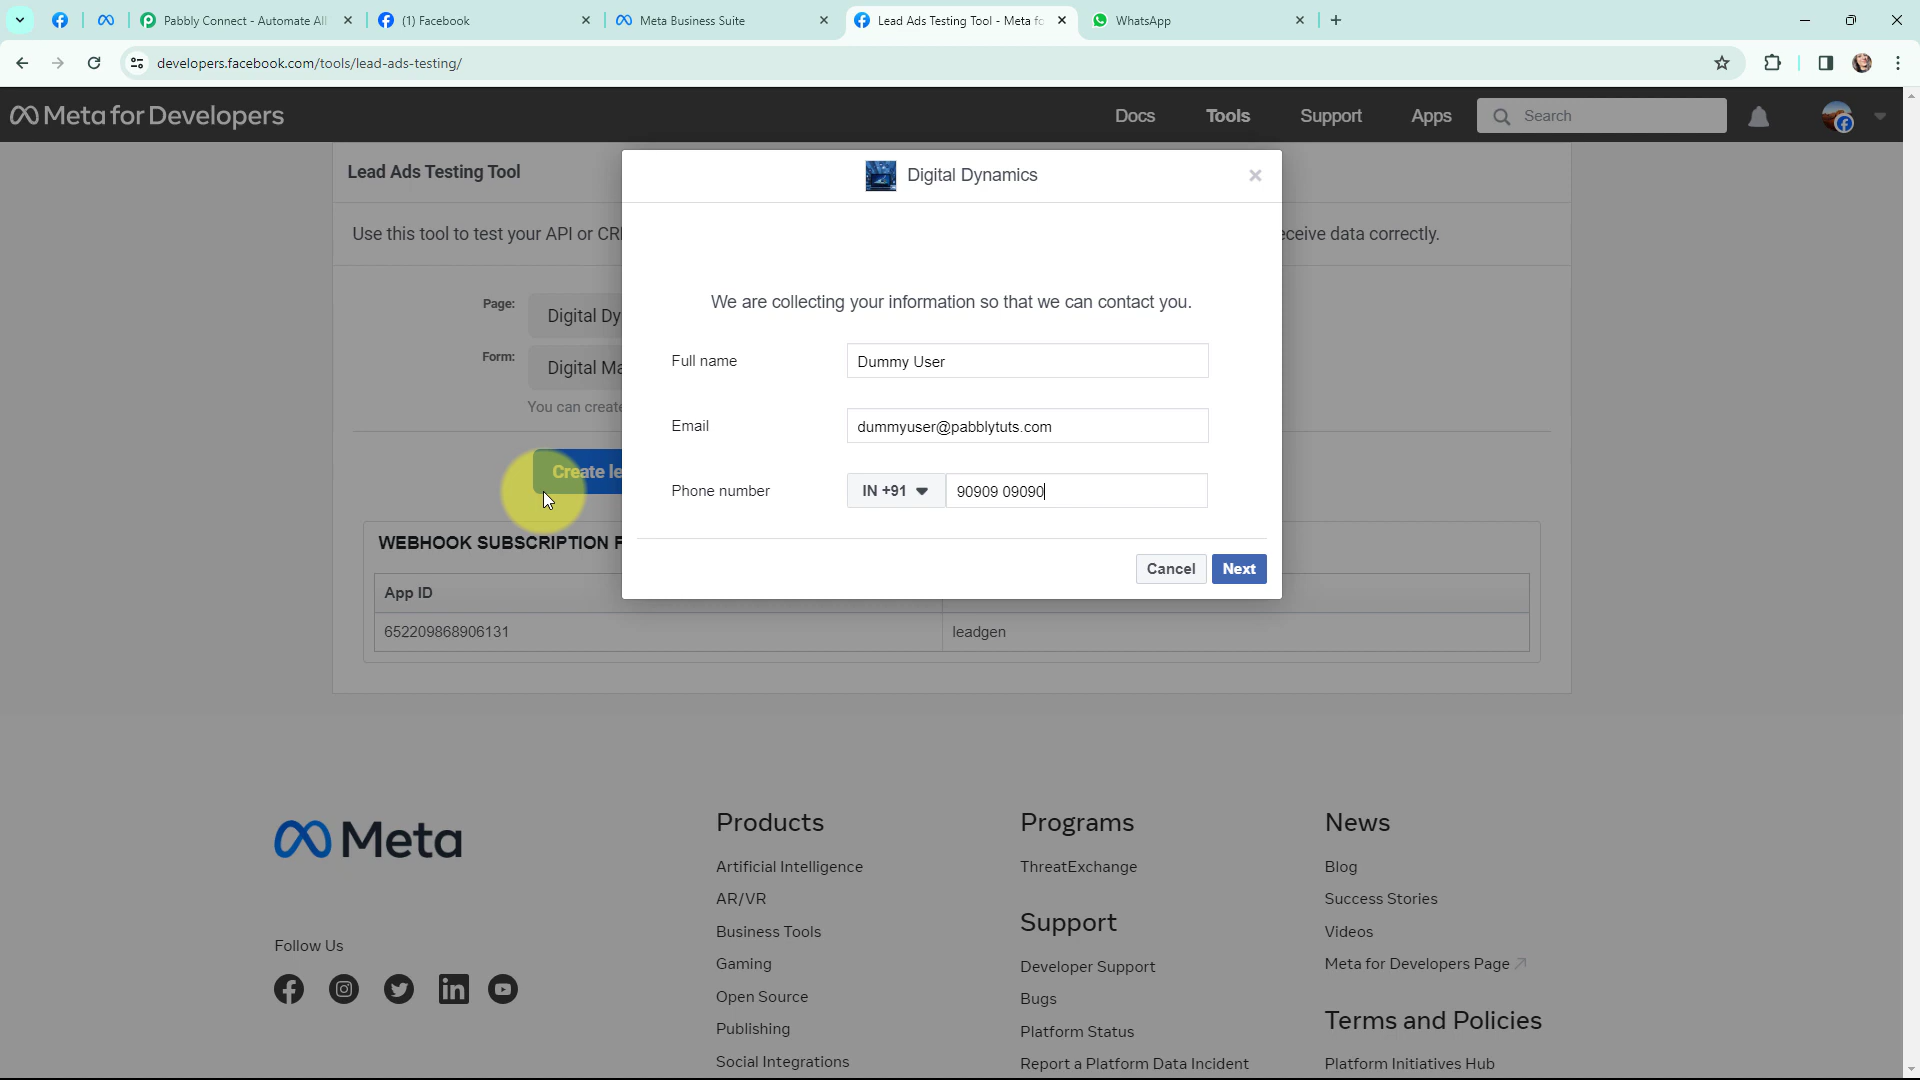 Pabbly Connect - Automate All
(1) Facebook
Meta Business Suite
Lead Ads Testing Tool - Meta fo
WhatsApp
developers.facebook.com/tools/lead-ads-testing/
Meta for Developers
Docs
Tools
Support
Apps
Search
Lead Ads Testing Tool
Digital Dynamics
Use this tool to test your API or CR
eceive data correctly.
We are collecting your information so that we can contact you.
Page:
Digital Dy
Form:
Digital Ma
You can create
Full name
Dummy User
Email
dummyuser@pabblytuts.com
Phone number
IN +91
90909 09090
Create le
Cancel
Next
WEBHOOK SUBSCRIPTION F
App ID
652209868906131
leadgen
Meta
Follow Us
Products
Artificial Intelligence
AR/VR
Business Tools
Gaming
Open Source
Publishing
Social Integrations
Programs
ThreatExchange
Support
Developer Support
Bugs
Platform Status
Report a Platform Data Incident
News
Blog
Success Stories
Videos
Meta for Developers Page
Terms and Policies
Platform Initiatives Hub